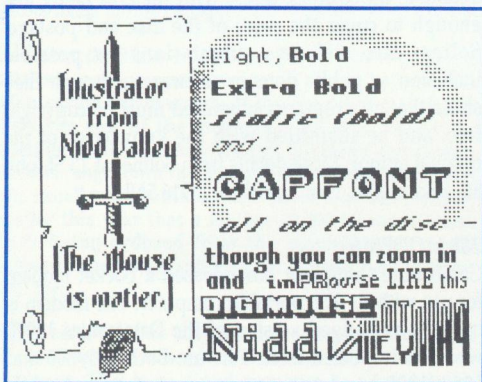 Illustrator
from
Nidd Valley
(The Mouse
is matier.)
Light, Bold
Extra Bold
italic (bold)
and...
CAPFONT
all on the disc -
though you can zoom in
and imPRovise LIKE this
DIGIMOUSE
Nidd VALLEY